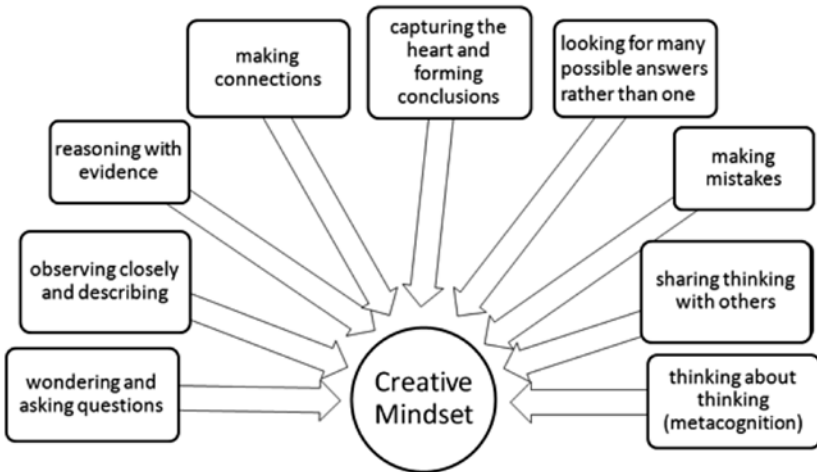 wondering and
asking questions
observing closely
and describing
reasoning with
evidence
making
connections
capturing the
heart and
forming
conclusions
looking for many
possible answers
rather than one
making
mistakes
sharing thinking
with others
thinking about
thinking
(metacognition)
Creative
Mindset